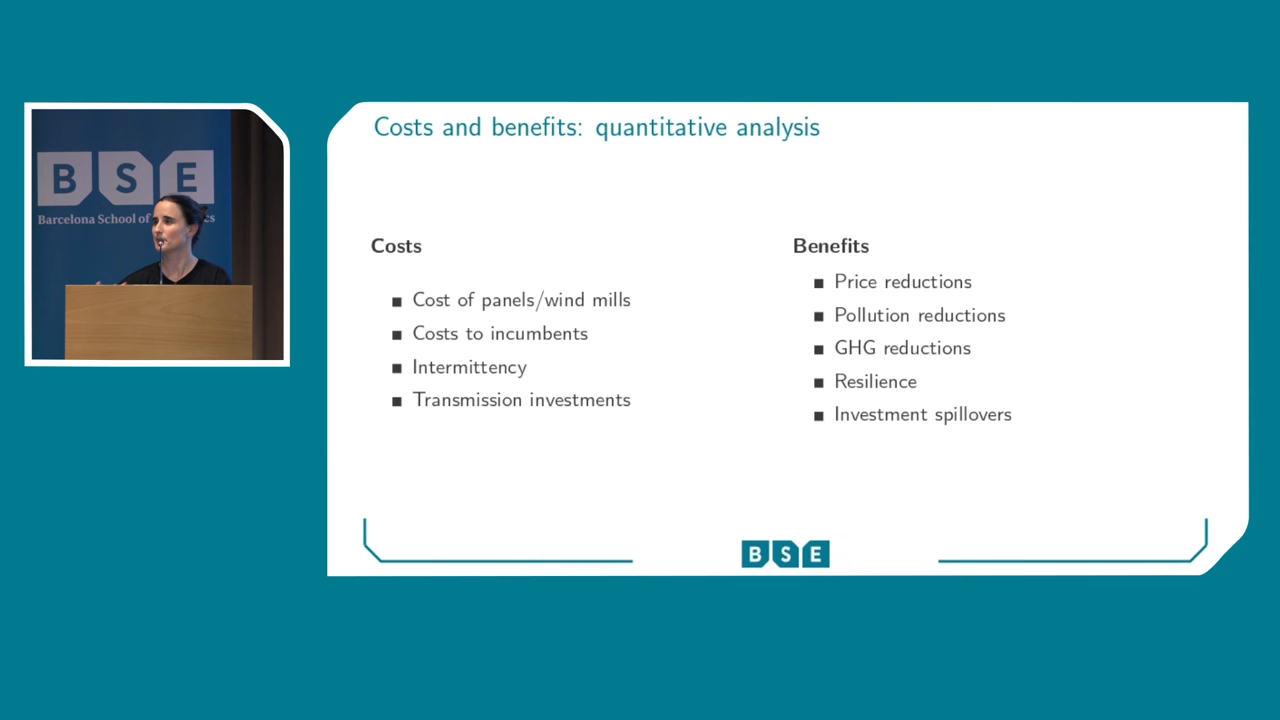 BSE
Barcelona School of
Costs and benefits: quantitative analysis
Costs
Cost of panels/wind mills
Costs to incumbents
Intermittency
Transmission investments
Benefits
Price reductions
Pollution reductions
GHG reductions
Resilience
Investment spillovers
BSE